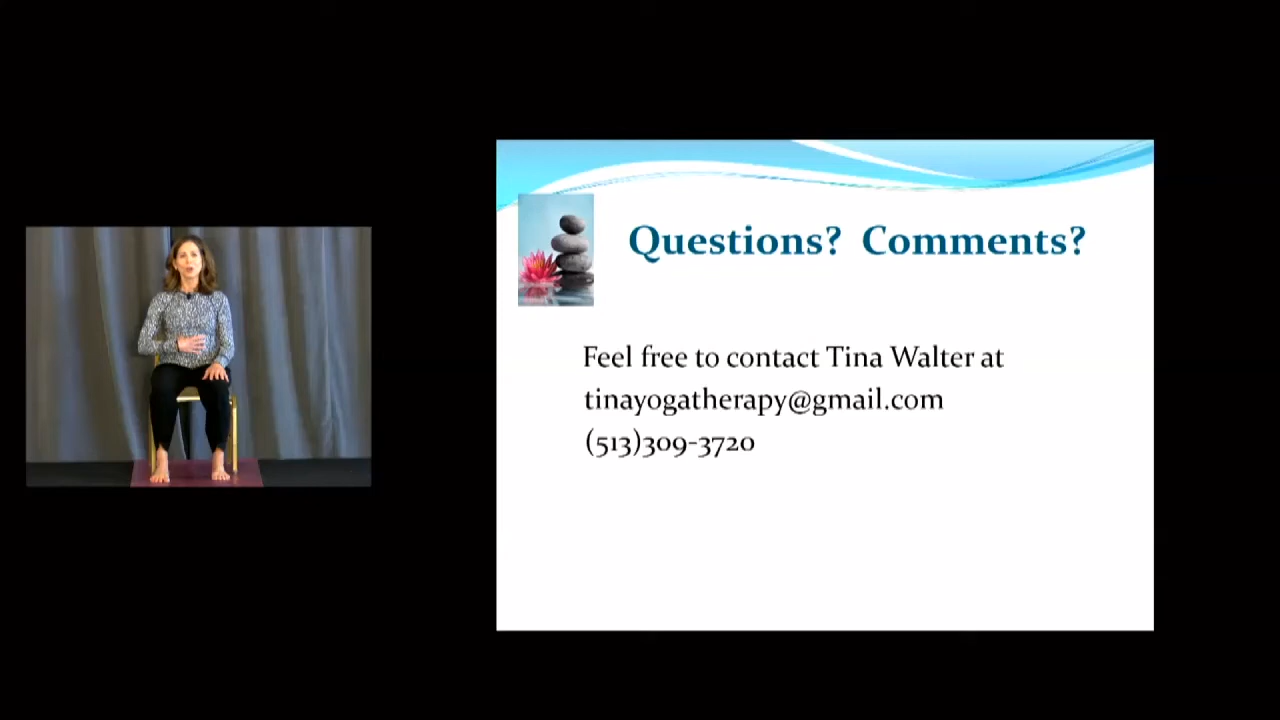 Questions? Comments?
Feel free to contact Tina Walter at
tinayogatherapy@gmail.com
(513)309-3720